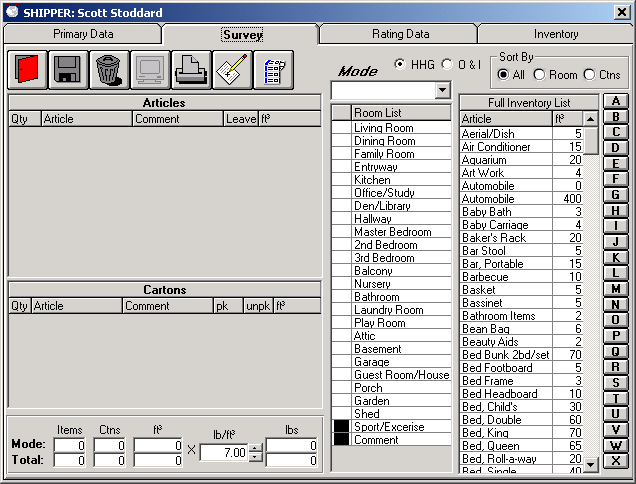 SHIPPER: Scott Stoddard
Primary Data
Survey
Rating Data
Inventory
Mode
HHG
O & I
Sort By
All
Room
Ctns
Articles
Qty Article Comment Leave ft³
Cartons
Qty Article Comment pk unpk ft³
Items Ctns ft³ lb/ft³ lbs
Mode: 0 0 0 X 7.00 0
Total: 0 0 0 0
Room List
Living Room
Dining Room
Family Room
Entryway
Kitchen
Office/Study
Den/Library
Hallway
Master Bedroom
2nd Bedroom
3rd Bedroom
Balcony
Nursery
Bathroom
Laundry Room
Play Room
Attic
Basement
Garage
Guest Room/House
Porch
Garden
Shed
Sport/Excerise
Comment
Full Inventory List
Article ft³
Aerial/Dish 5
Air Conditioner 15
Aquarium 20
Art Work 4
Automobile 0
Automobile 400
Baby Bath 3
Baby Carriage 4
Baker's Rack 20
Bar Stool 5
Bar, Portable 15
Barbecue 10
Basket 5
Bassinet 5
Bathroom Items 2
Bean Bag 6
Beauty Aids 2
Bed Bunk 2bd/set 70
Bed Footboard 5
Bed Frame 3
Bed Headboard 10
Bed, Child's 30
Bed, Double 60
Bed, King 70
Bed, Queen 65
Bed, Roll-a-way 20
Bed, Single 40
A
B
C
D
E
F
G
H
I
J
K
L
M
N
O
P
Q
R
S
T
U
V
W
X